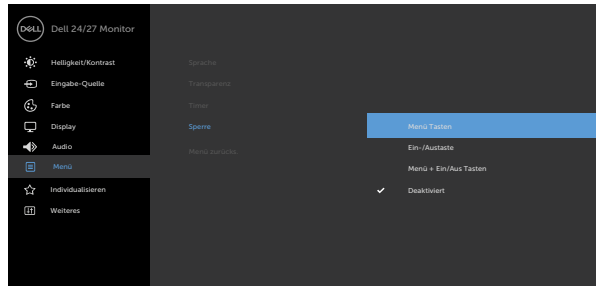 DELL Dell 24/27 Monitor
Helligkeit/Kontrast
Eingabe-Quelle
Farbe
Display
Audio
Menü
Individualisieren
Weiteres
Sprache
Transparenz
Timer
Sperre
Menü zurücks.
Menü Tasten
Ein-/Austaste
Menü + Ein/Aus Tasten
Deaktiviert